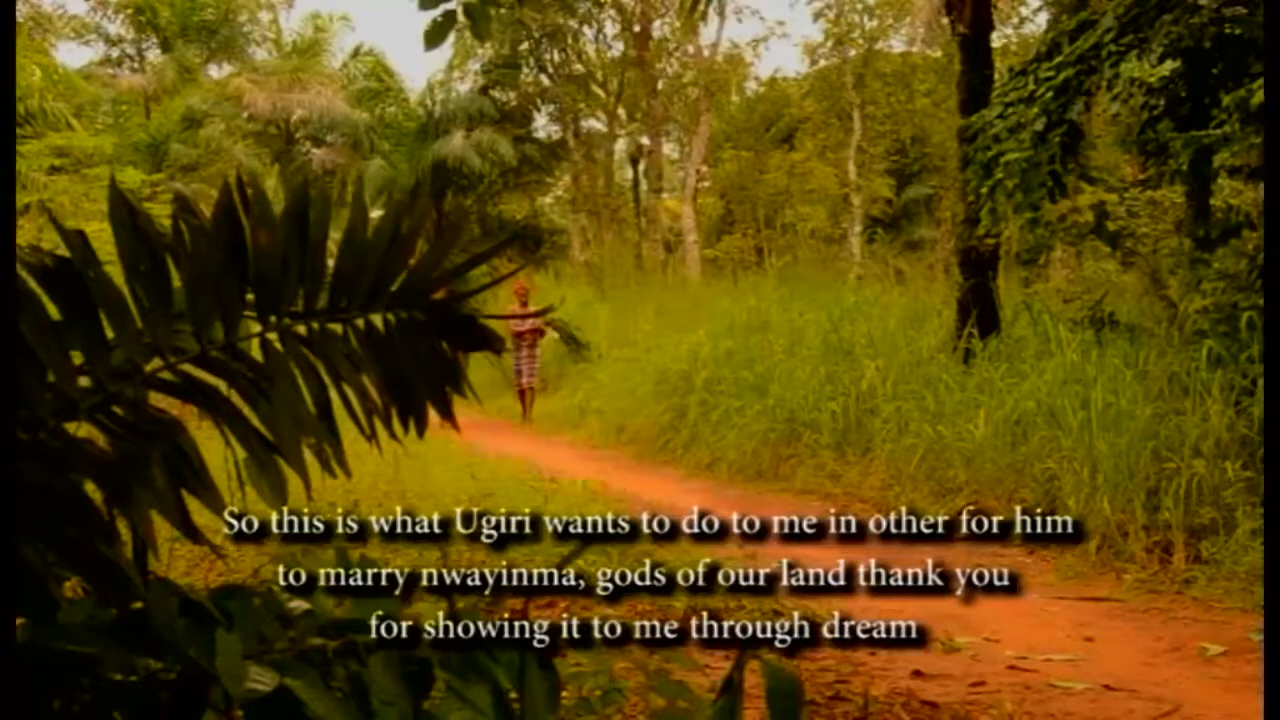 So this is what Ugiri wants to do to me in other for him
to marry nwayinma, gods of our land thank you
for showing it to me through dream